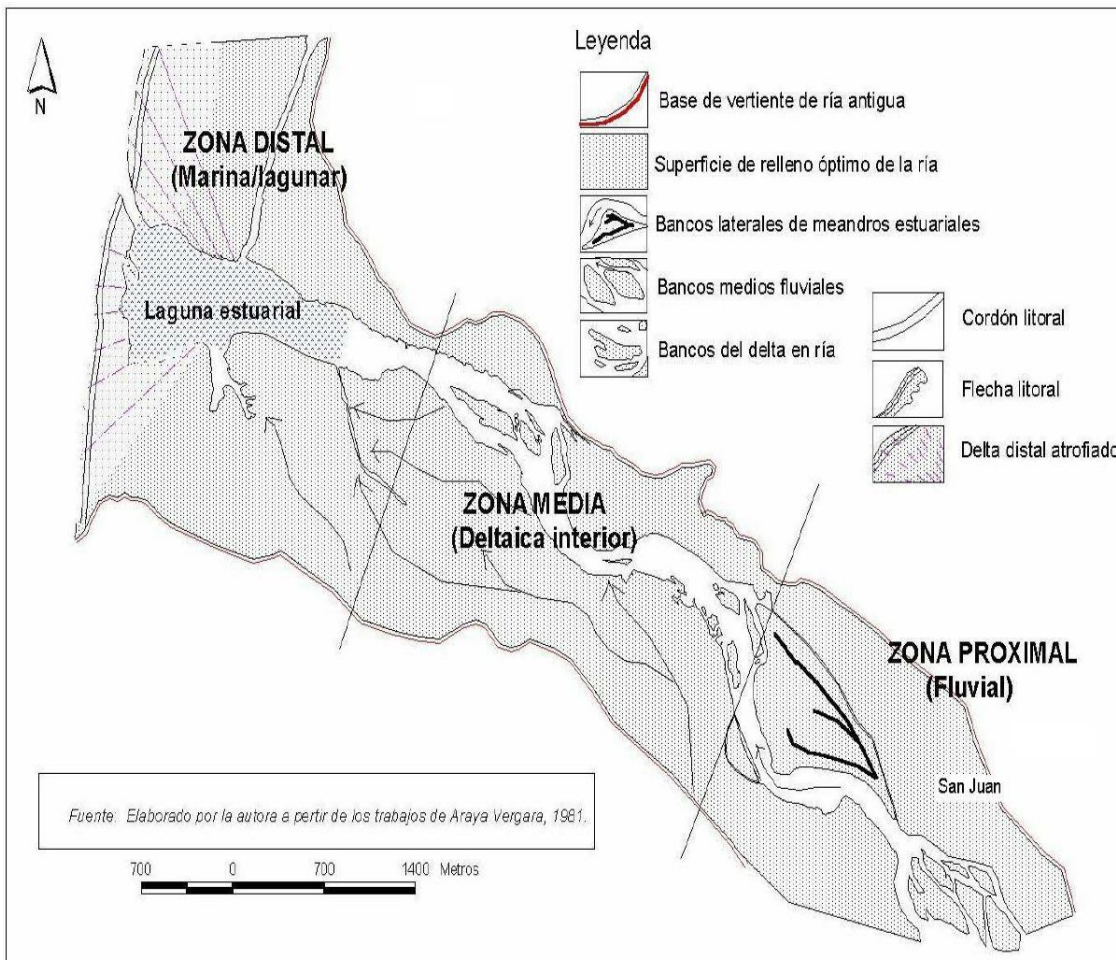 N
ZONA DISTAL
(Marina/lagunar)
Laguna estuarial
ZONA MEDIA
(Deltaica interior)
ZONA PROXIMAL
(Fluvial)
San Juan
Leyenda
Base de vertiente de ría antigua
Superficie de relleno óptimo de la ría
Bancos laterales de meandros estuariales
Bancos medios fluviales
Bancos del delta en ría
Cordón litoral
Flecha litoral
Delta distal atrofiado
Fuente: Elaborado por la autora a partir de los trabajos de Araya Vergara, 1981.
700 0 700 1400 Metros